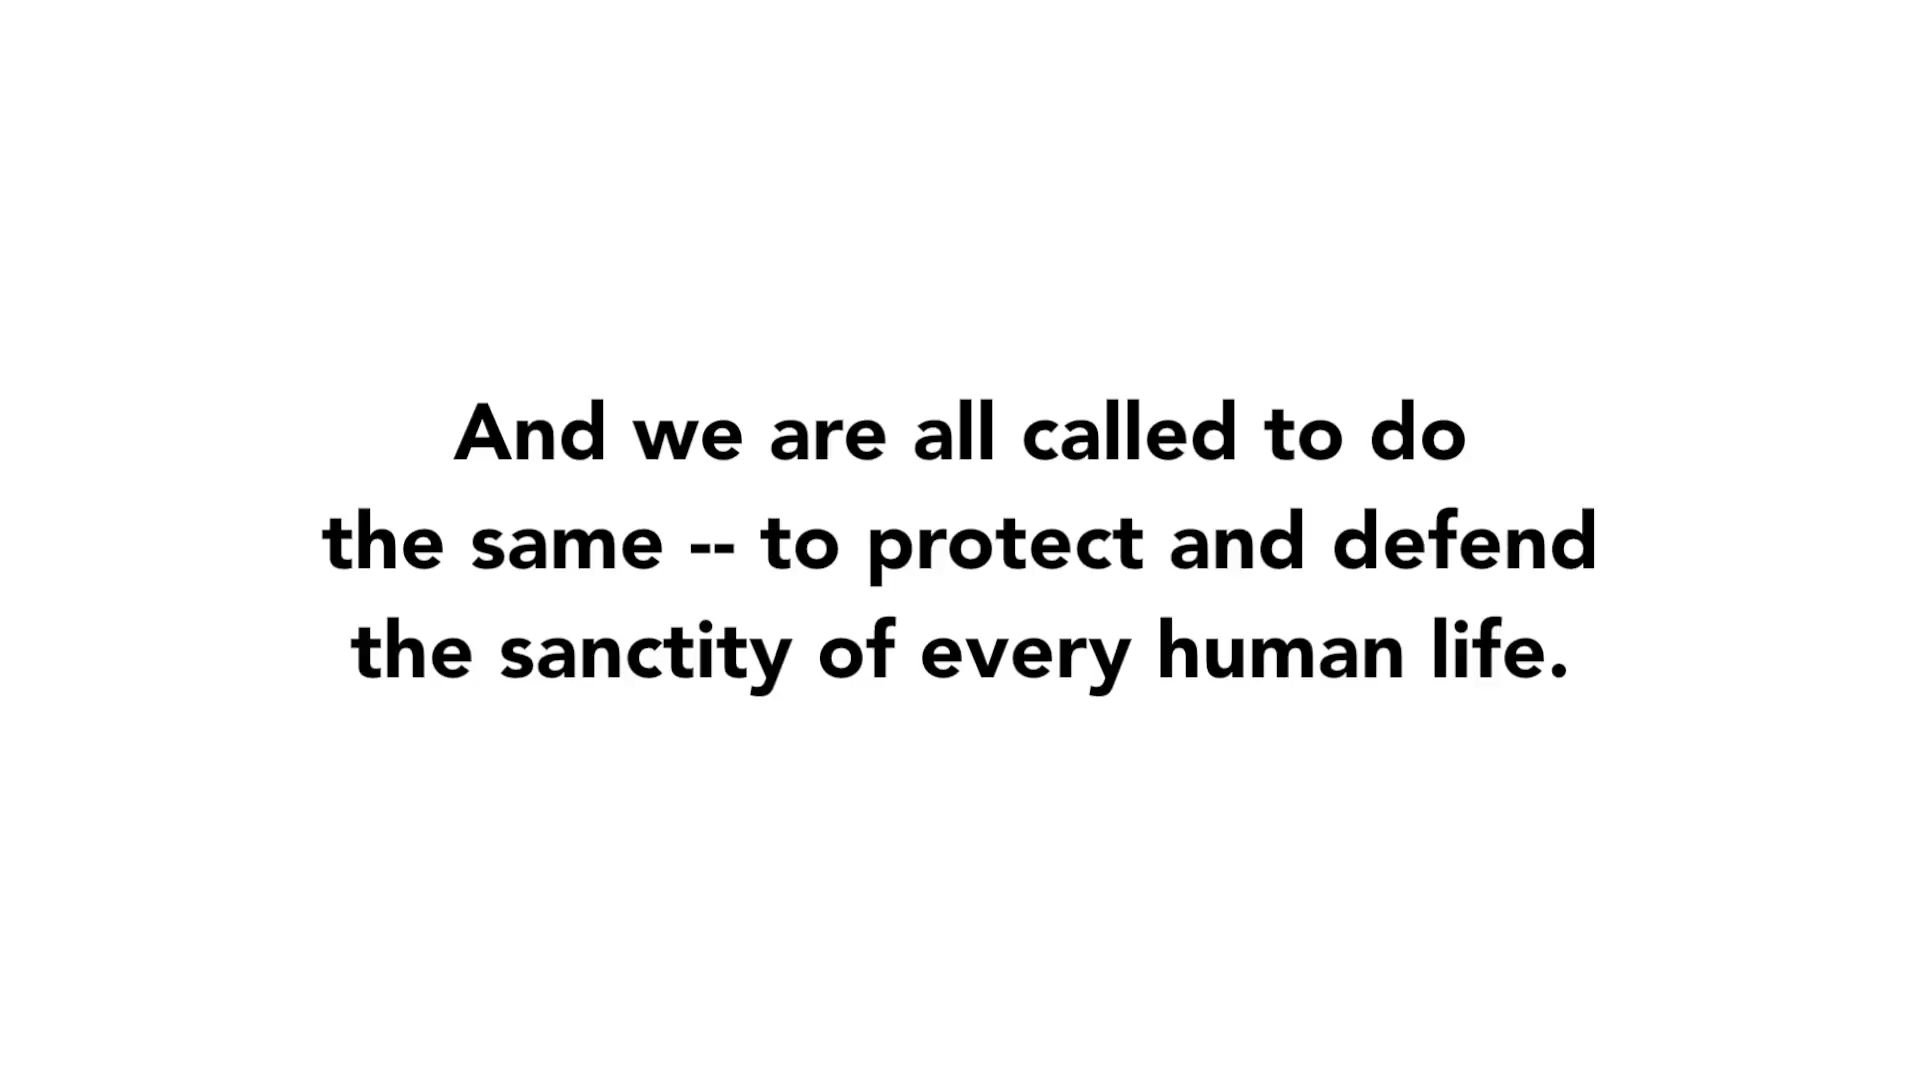 And we are all called to do
the same -- to protect and defend
the sanctity of every human life.